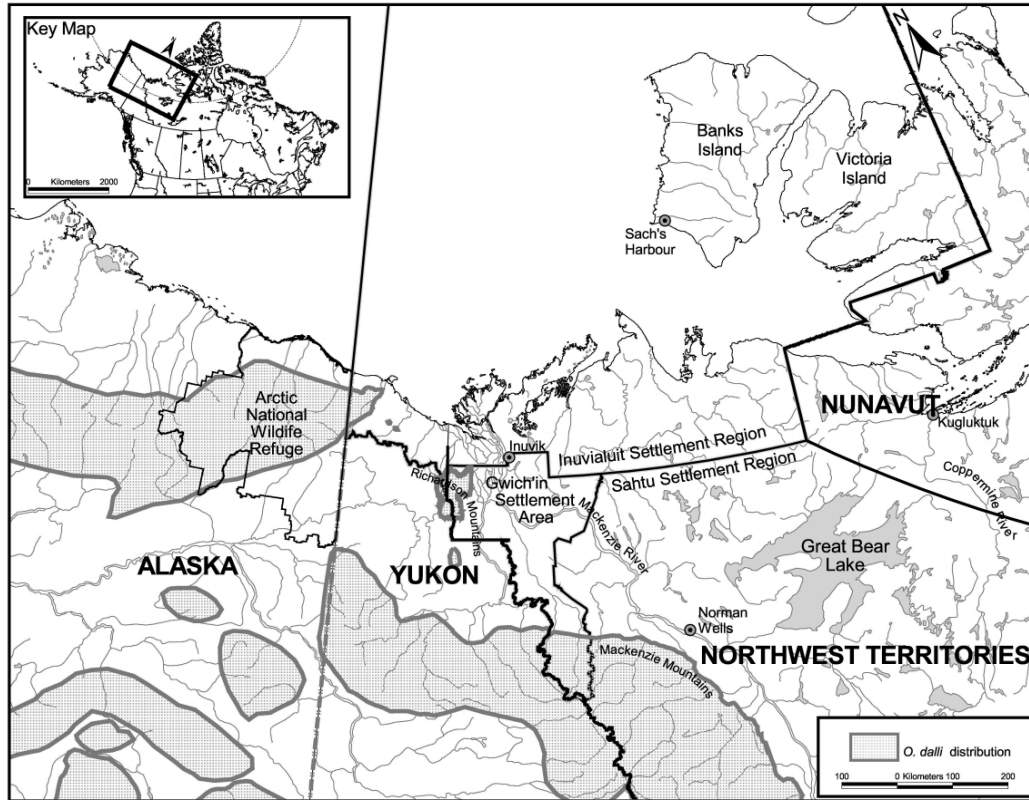 Key Map
N
0 Kilometers 2000
Banks
Island
Victoria
Island
Sach's
Harbour
Arctic
National
Wildlife
Refuge
NUNAVUT
Kugluktuk
Inuvik
Inuvialuit Settlement Region
Sahtu Settlement Region
Richardson
Mountains
Gwich'in
Settlement
Area
Mackenzie River
Coppermine River
Great Bear
Lake
ALASKA
YUKON
Norman
Wells
Mackenzie Mountains
NORTHWEST TERRITORIES
O. dalli distribution
100 0 Kilometers 100 200